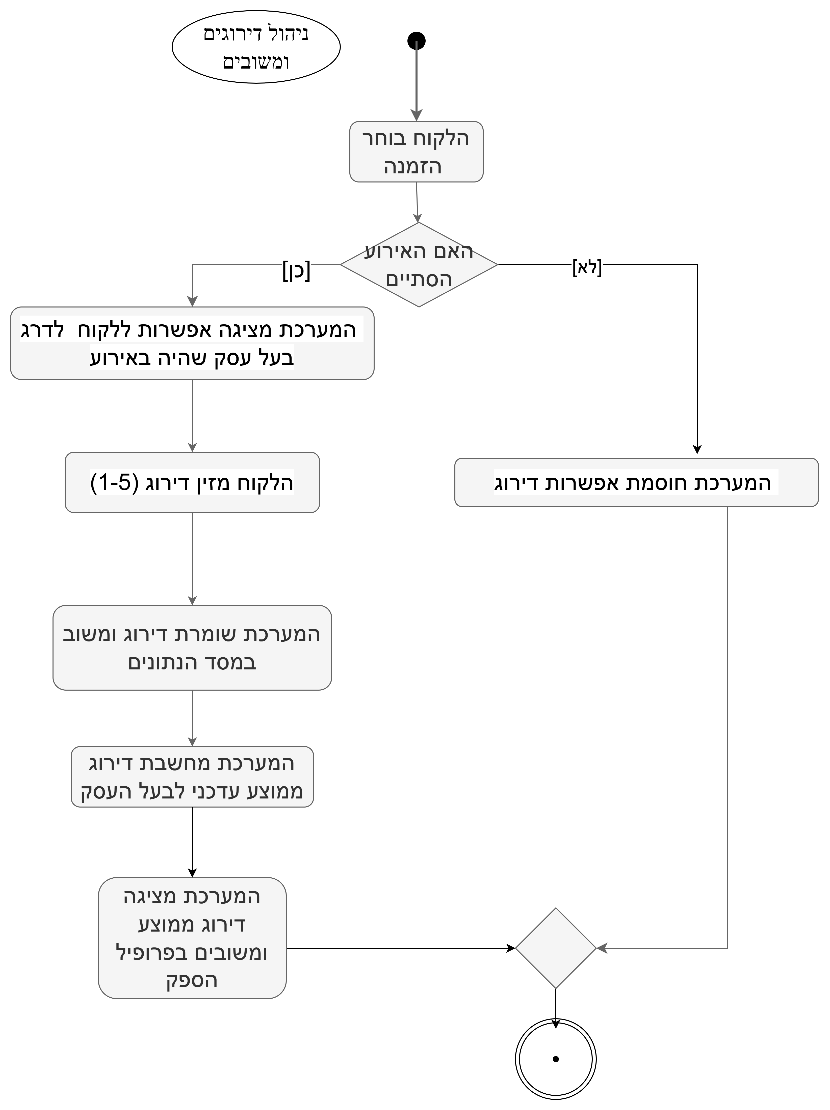 ניהול דירוגים
ומשובים
הלקוח בוחר
הזמנה
האם האירוע
הסתיים
[כן]
[לא]
המערכת מציגה אפשרות ללקוח לדרג
בעל עסק שהיה באירוע
הלקוח מזין דירוג (1-5)
המערכת חוסמת אפשרות דירוג
המערכת שומרת דירוג ומשוב
במסד הנתונים
המערכת מחשבת דירוג
ממוצע עדכני לבעל העסק
המערכת מציגה
דירוג ממוצע
ומשובים בפרופיל
הספק